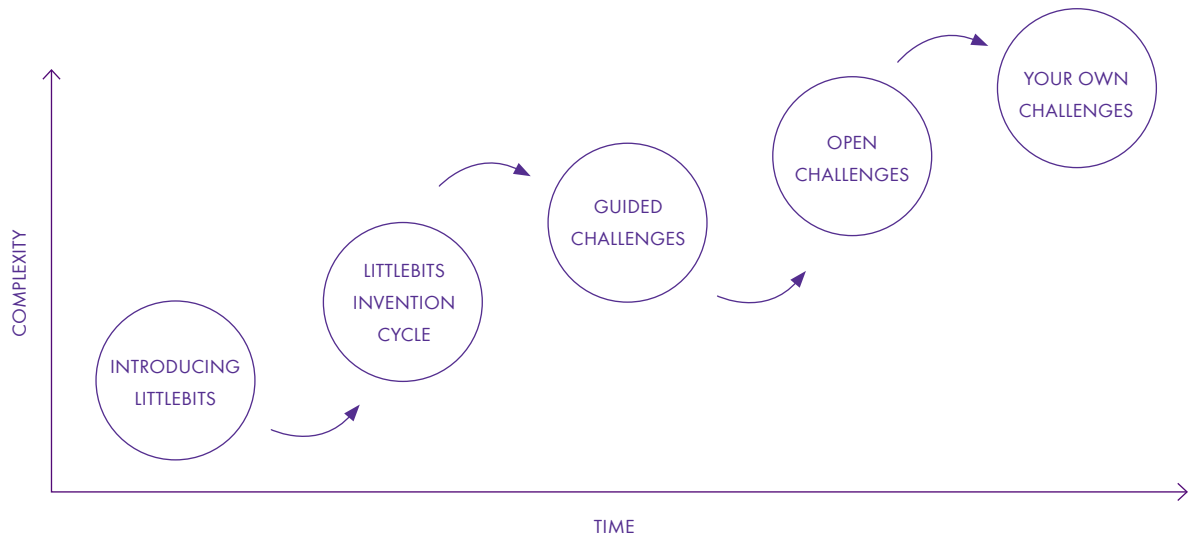 YOUR OWN
CHALLENGES
OPEN
CHALLENGES
GUIDED
CHALLENGES
LITTLEBITS
INVENTION
CYCLE
INTRODUCING
LITTLEBITS
COMPLEXITY
TIME